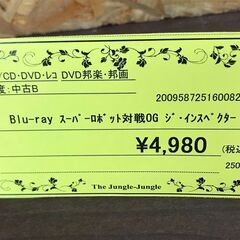 /CD・DVD・レコ DVD邦楽・邦画
度:中古B
200958725160082
Blu-ray スーパーロボット対戦OG ジ・インスペクター
¥4,980 (税込
250
The Jungle-Jungle